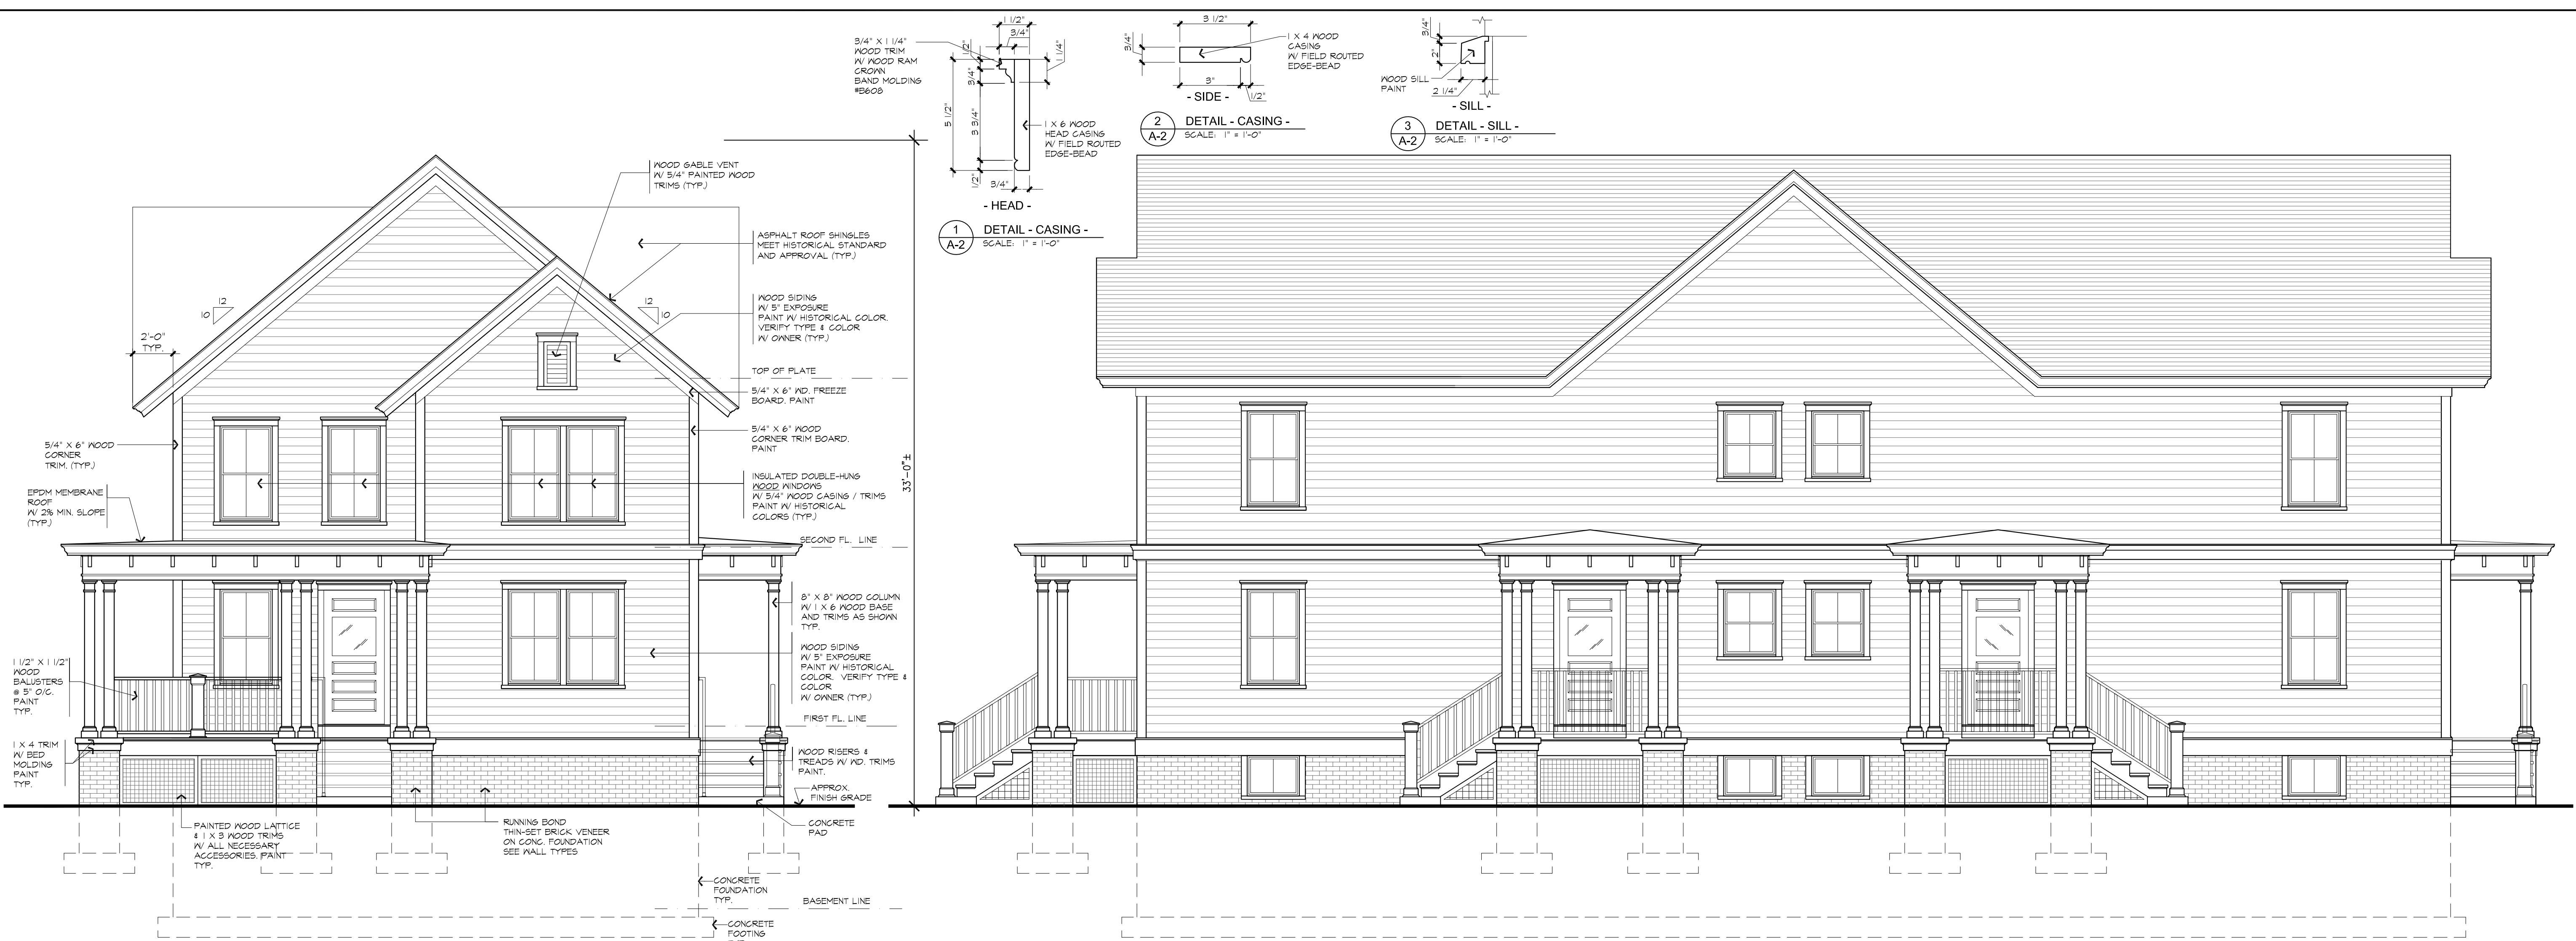 3/4" X 1 1/4"
WOOD TRIM
W/ WOOD RAM
CROWN
BAND MOLDING
#B608
1 1/2"
3/4"
1/2"
1/4"
3/4"
5 1/2"
3 3/4"
1/2"
3/4"
1 X 6 WOOD
HEAD CASING
W/ FIELD ROUTED
EDGE-BEAD
- HEAD -
1
A-2
DETAIL - CASING -
SCALE: 1" = 1'-0"
3 1/2"
3/4"
1 X 4 WOOD
CASING
W/ FIELD ROUTED
EDGE-BEAD
3"
1/2"
- SIDE -
2
A-2
DETAIL - CASING -
SCALE: 1" = 1'-0"
3/4"
2"
WOOD SILL
PAINT
2 1/4"
- SILL -
3
A-2
DETAIL - SILL -
SCALE: 1" = 1'-0"
WOOD GABLE VENT
W/ 5/4" PAINTED WOOD
TRIMS (TYP.)
ASPHALT ROOF SHINGLES
MEET HISTORICAL STANDARD
AND APPROVAL (TYP.)
12
10
12
10
WOOD SIDING
W/ 5" EXPOSURE
PAINT W/ HISTORICAL COLOR.
VERIFY TYPE & COLOR
W/ OWNER (TYP.)
2'-0"
TYP.
TOP OF PLATE
5/4" X 6" WD. FREEZE
BOARD. PAINT
5/4" X 6" WOOD
CORNER
TRIM. (TYP.)
5/4" X 6" WOOD
CORNER TRIM BOARD.
PAINT
33'-0"±
INSULATED DOUBLE-HUNG
WOOD WINDOWS
W/ 5/4" WOOD CASING / TRIMS
PAINT W/ HISTORICAL
COLORS (TYP.)
EPDM MEMBRANE
ROOF
W/ 2% MIN. SLOPE
(TYP.)
SECOND FL. LINE
8" X 8" WOOD COLUMN
W/ 1 X 6 WOOD BASE
AND TRIMS AS SHOWN
TYP.
WOOD SIDING
W/ 5" EXPOSURE
PAINT W/ HISTORICAL
COLOR. VERIFY TYPE &
COLOR
W/ OWNER (TYP.)
1 1/2" X 1 1/2"
WOOD
BALUSTERS
@ 5" O/C.
PAINT
TYP.
FIRST FL. LINE
1 X 4 TRIM
W/ BED
MOLDING
PAINT
TYP.
WOOD RISERS &
TREADS W/ WD. TRIMS
PAINT.
APPROX.
FINISH GRADE
PAINTED WOOD LATTICE
& 1 X 3 WOOD TRIMS
W/ ALL NECESSARY
ACCESSORIES. PAINT
TYP.
RUNNING BOND
THIN-SET BRICK VENEER
ON CONC. FOUNDATION
SEE WALL TYPES
CONCRETE
PAD
CONCRETE
FOUNDATION
TYP.
BASEMENT LINE
CONCRETE
FOOTING